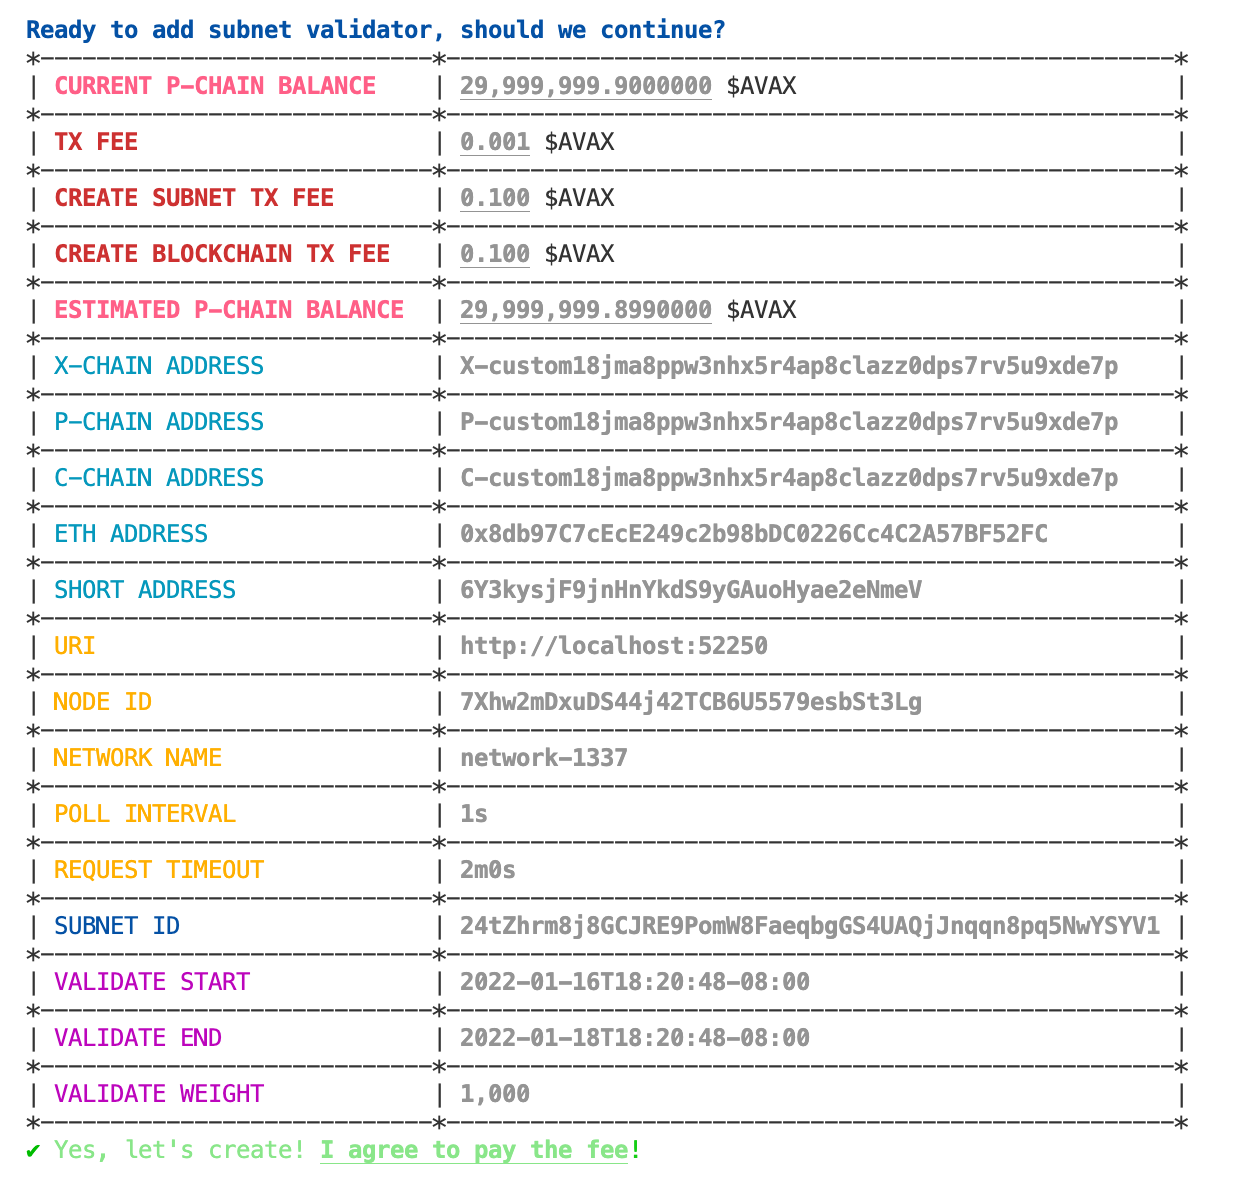 Ready to add subnet validator, should we continue?
*----------------------------*----------------------------------------------------*
| CURRENT P-CHAIN BALANCE    | 29,999,999.9000000 $AVAX                           |
*----------------------------*----------------------------------------------------*
| TX FEE                     | 0.001 $AVAX                                        |
*----------------------------*----------------------------------------------------*
| CREATE SUBNET TX FEE       | 0.100 $AVAX                                        |
*----------------------------*----------------------------------------------------*
| CREATE BLOCKCHAIN TX FEE   | 0.100 $AVAX                                        |
*----------------------------*----------------------------------------------------*
| ESTIMATED P-CHAIN BALANCE  | 29,999,999.8990000 $AVAX                           |
*----------------------------*----------------------------------------------------*
| X-CHAIN ADDRESS            | X-custom18jma8ppw3nhx5r4ap8clazz0dps7rv5u9xde7p    |
*----------------------------*----------------------------------------------------*
| P-CHAIN ADDRESS            | P-custom18jma8ppw3nhx5r4ap8clazz0dps7rv5u9xde7p    |
*----------------------------*----------------------------------------------------*
| C-CHAIN ADDRESS            | C-custom18jma8ppw3nhx5r4ap8clazz0dps7rv5u9xde7p    |
*----------------------------*----------------------------------------------------*
| ETH ADDRESS                | 0x8db97C7cEcE249c2b98bDC0226Cc4C2A57BF52FC         |
*----------------------------*----------------------------------------------------*
| SHORT ADDRESS              | 6Y3kysjF9jnHnYkdS9yGAuoHyae2eNmeV                  |
*----------------------------*----------------------------------------------------*
| URI                        | http://localhost:52250                             |
*----------------------------*----------------------------------------------------*
| NODE ID                    | 7Xhw2mDxuDS44j42TCB6U5579esbSt3Lg                  |
*----------------------------*----------------------------------------------------*
| NETWORK NAME               | network-1337                                       |
*----------------------------*----------------------------------------------------*
| POLL INTERVAL              | 1s                                                 |
*----------------------------*----------------------------------------------------*
| REQUEST TIMEOUT            | 2m0s                                               |
*----------------------------*----------------------------------------------------*
| SUBNET ID                  | 24tZhrm8j8GCJRE9PomW8FaeqbgGS4UAQjJnqqn8pq5NwYSYV1 |
*----------------------------*----------------------------------------------------*
| VALIDATE START             | 2022-01-16T18:20:48-08:00                          |
*----------------------------*----------------------------------------------------*
| VALIDATE END               | 2022-01-18T18:20:48-08:00                          |
*----------------------------*----------------------------------------------------*
| VALIDATE WEIGHT            | 1,000                                              |
*----------------------------*----------------------------------------------------*
✔ Yes, let's create! I agree to pay the fee!